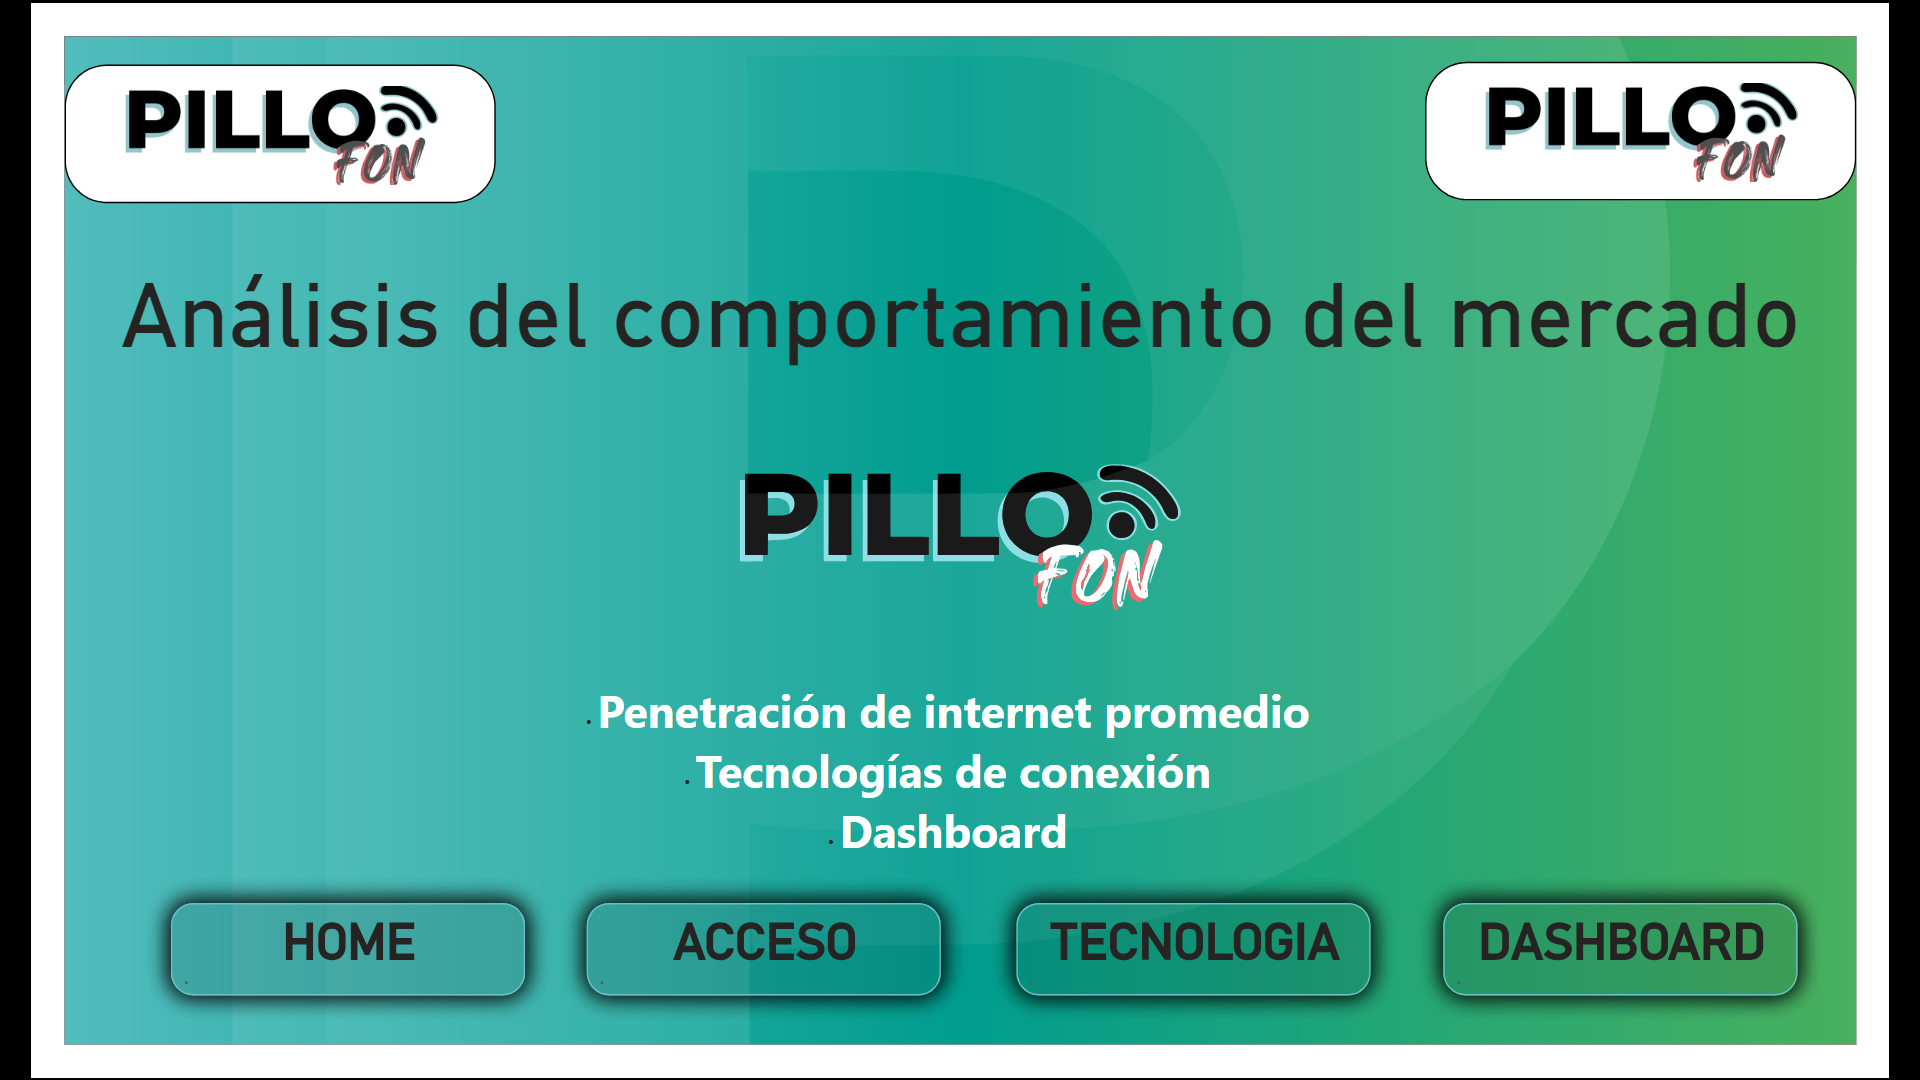 PILLO
FON
PILLO
FON
Análisis del comportamiento del mercado
PILLO
FON
Penetración de internet promedio
Tecnologías de conexión
Dashboard
HOME
ACCESO
TECNOLOGIA
DASHBOARD